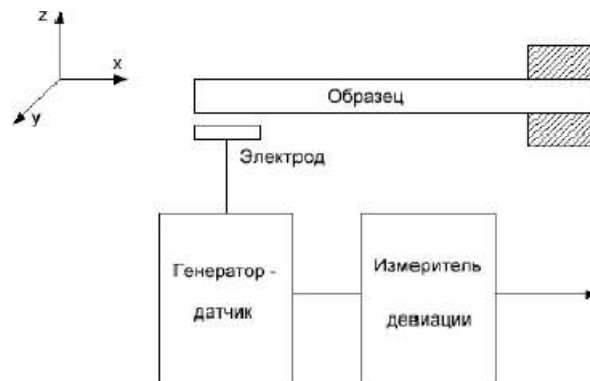 z
x
y
Образец
Электрод
Генератор -
датчик
Измеритель
девиации